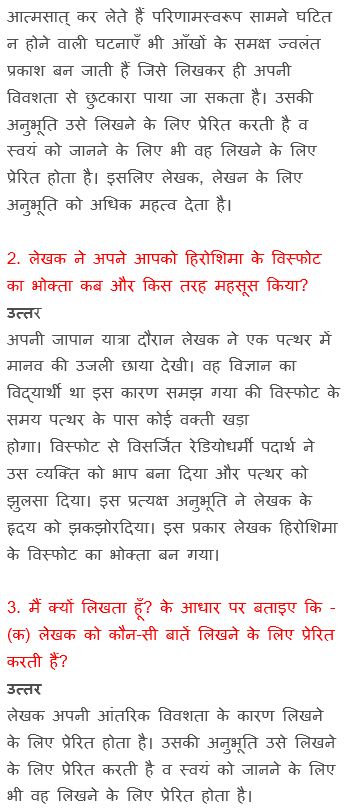 आत्मसात् कर लेते हैं परिणामस्वरूप सामने घटित
न होने वाली घटनाएँ भी आँखों के समक्ष ज्वलंत
प्रकाश बन जाती हैं जिसे लिखकर ही अपनी
विवशता से छुटकारा पाया जा सकता है। उसकी
अनुभूति उसे लिखने के लिए प्रेरित करती है व
स्वयं को जानने के लिए भी वह लिखने के लिए
प्रेरित होता है। इसलिए लेखक, लेखन के लिए
अनुभूति को अधिक महत्व देता है।
2. लेखक ने अपने आपको हिरोशिमा के विस्फोट
का भोक्ता कब और किस तरह महसूस किया?
उत्तर
अपनी जापान यात्रा दौरान लेखक ने एक पत्थर में
मानव की उजली छाया देखी। वह विज्ञान का
विद्यार्थी था इस कारण समझ गया की विस्फोट के
समय पत्थर के पास कोई वक्ती खड़ा
होगा। विस्फोट से विसर्जित रेडियोधर्मी पदार्थ ने
उस व्यक्ति को भाप बना दिया और पत्थर को
झुलसा दिया। इस प्रत्यक्ष अनुभूति ने लेखक के
हृदय को झकझोरदिया। इस प्रकार लेखक हिरोशिमा
के विस्फोट का भोक्ता बन गया।
3. मैं क्यों लिखता हूँ? के आधार पर बताइए कि -
(क) लेखक को कौन-सी बातें लिखने के लिए प्रेरित
करती हैं?
उत्तर
लेखक अपनी आंतरिक विवशता के कारण लिखने
के लिए प्रेरित होता है। उसकी अनुभूति उसे लिखने
के लिए प्रेरित करती है व स्वयं को जानने के लिए
भी वह लिखने के लिए प्रेरित होता है।